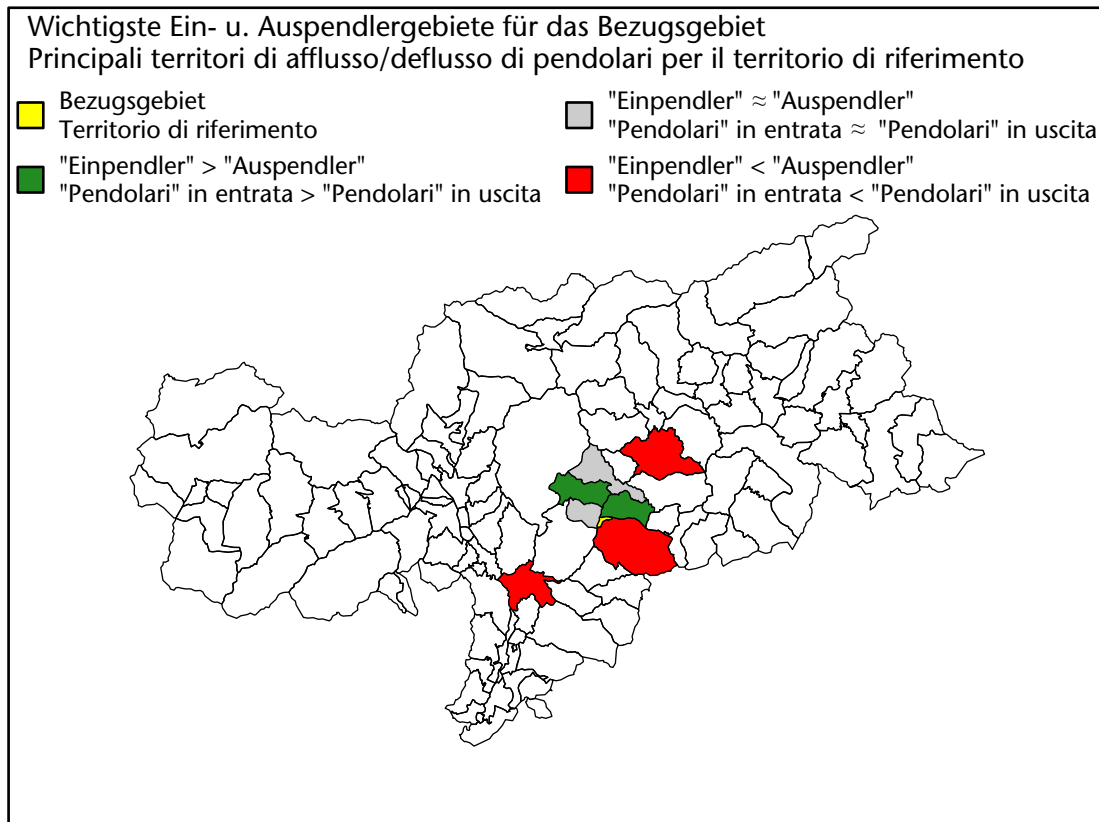 Wichtigste Ein- u. Auspendlergebiete für das Bezugsgebiet
Principali territori di afflusso/deflusso di pendolari per il territorio di riferimento
Bezugsgebiet
Territorio di riferimento
"Einpendler" > "Auspendler"
"Pendolari" in entrata > "Pendolari" in uscita
"Einpendler" ≈ "Auspendler"
"Pendolari" in entrata ≈ "Pendolari" in uscita
"Einpendler" < "Auspendler"
"Pendolari" in entrata < "Pendolari" in uscita